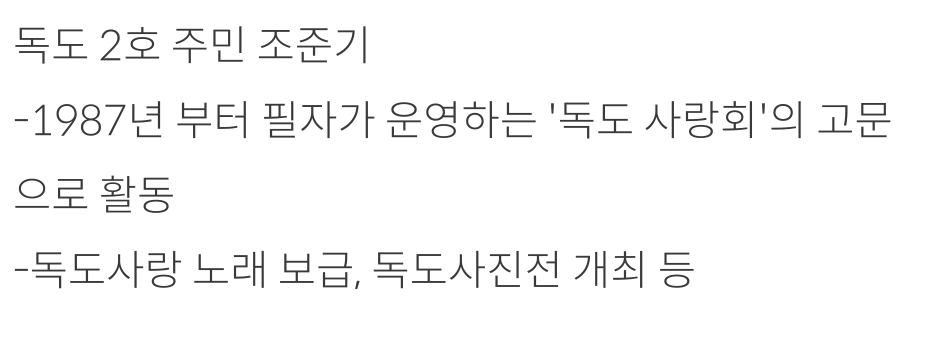 독도 2호 주민 조준기
-1987년 부터 필자가 운영하는 '독도 사랑회'의 고문
으로 활동
-독도사랑 노래 보급, 독도사진전 개최 등